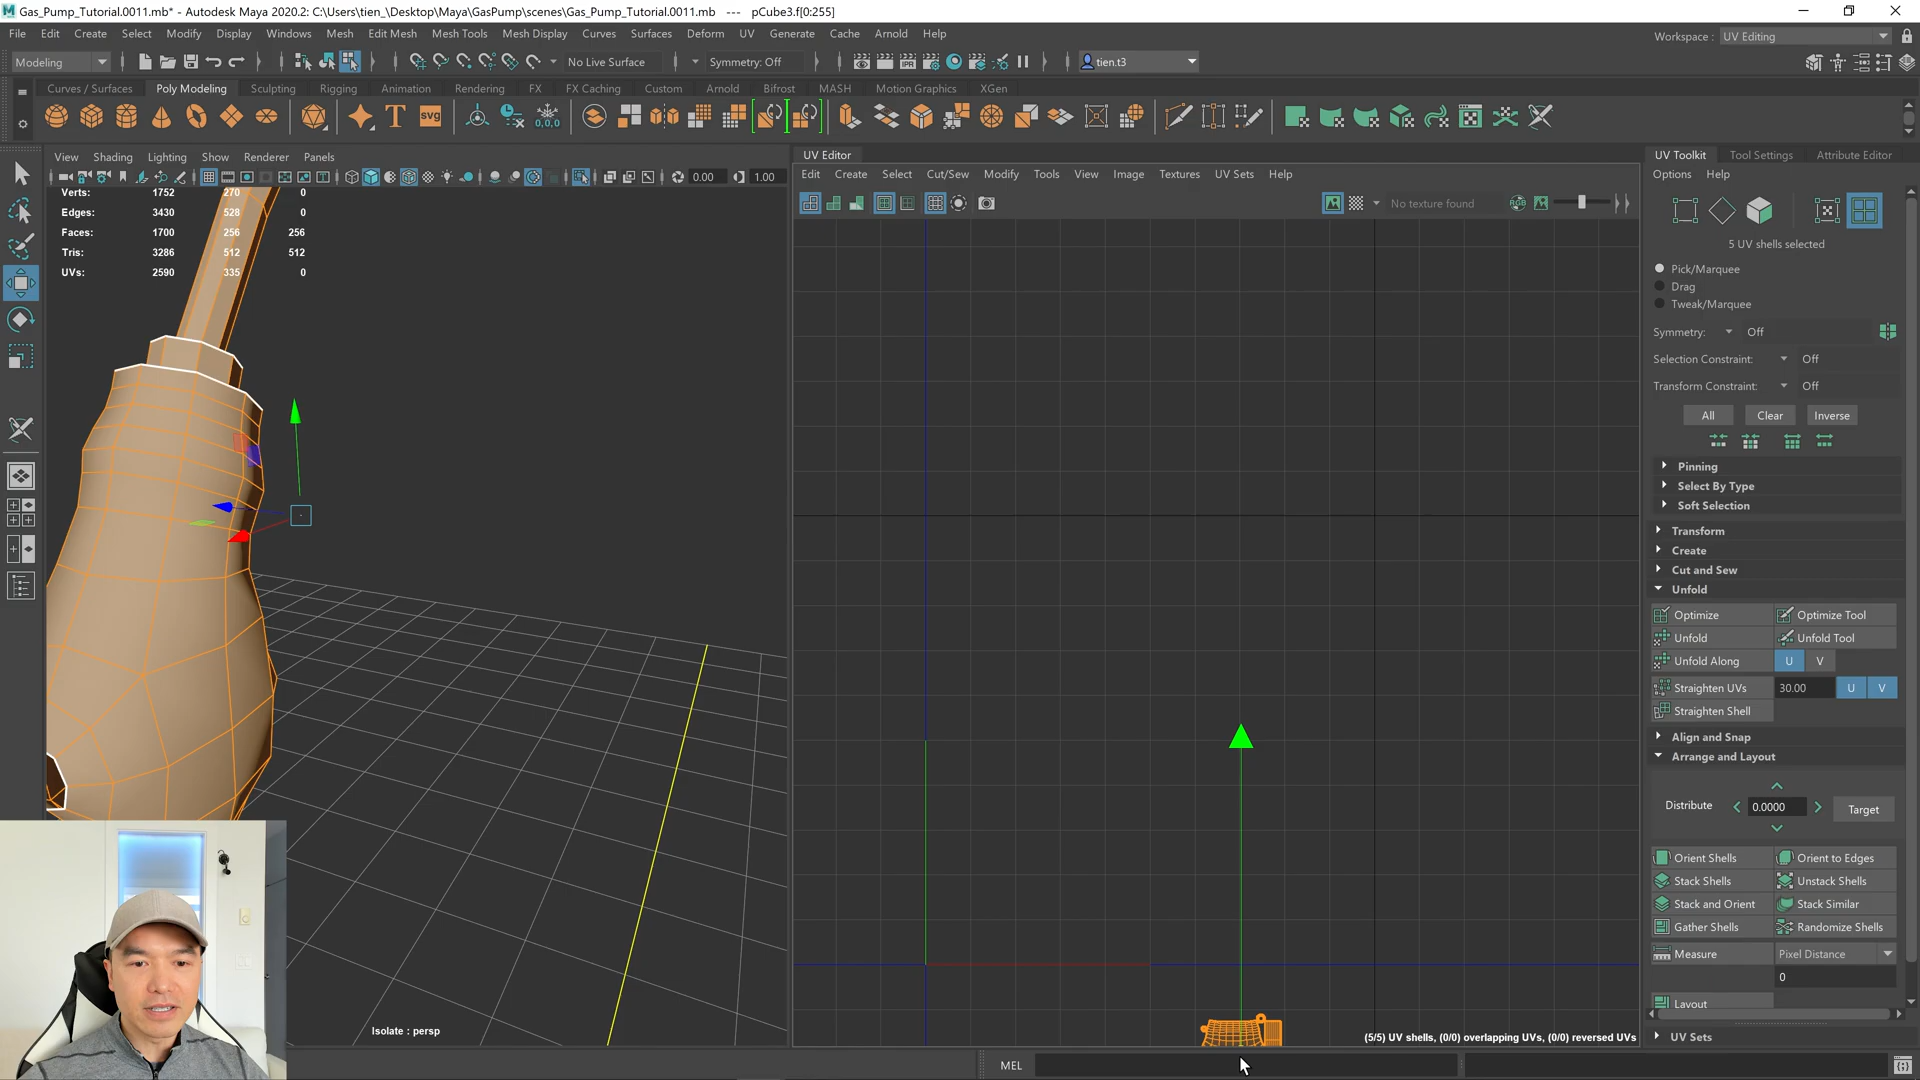 Gas_Pump_Tutorial.0011.mb* - Autodesk Maya 2020.2: C:\Users\tien_\Desktop\Maya\GasPump\scenes\Gas_Pump_Tutorial.0011.mb --- pCube3.f[0:255]
File Edit Create Select Modify Display Windows Mesh Edit Mesh Mesh Tools Mesh Display Curves Surfaces Deform UV Generate Cache Arnold Help
Workspace : UV Editing
Modeling No Live Surface Symmetry: Off tien.t3
Curves / Surfaces Poly Modeling Sculpting Rigging Animation Rendering FX FX Caching Custom Arnold Bifrost MASH Motion Graphics XGen
T svg 0,0,0
View Shading Lighting Show Renderer Panels
0.00 1.00
Verts: 1752 270 0
Edges: 3430 528 0
Faces: 1700 256 256
Tris: 3286 512 512
UVs: 2590 335 0
Isolate : persp
UV Editor
Edit Create Select Cut/Sew Modify Tools View Image Textures UV Sets Help
No texture found
RGB
(5/5) UV shells, (0/0) overlapping UVs, (0/0) reversed UVs
MEL
UV Toolkit Tool Settings Attribute Editor
Options Help
5 UV shells selected
Pick/Marquee
Drag
Tweak/Marquee
Symmetry: Off
Selection Constraint: Off
Transform Constraint: Off
All Clear Inverse
Pinning
Select By Type
Soft Selection
Transform
Create
Cut and Sew
Unfold
Optimize Optimize Tool
Unfold Unfold Tool
Unfold Along U V
Straighten UVs 30.00 U V
Straighten Shell
Align and Snap
Arrange and Layout
Distribute 0.0000 Target
Orient Shells Orient to Edges
Stack Shells Unstack Shells
Stack and Orient Stack Similar
Gather Shells Randomize Shells
Measure Pixel Distance
0
Layout
UV Sets